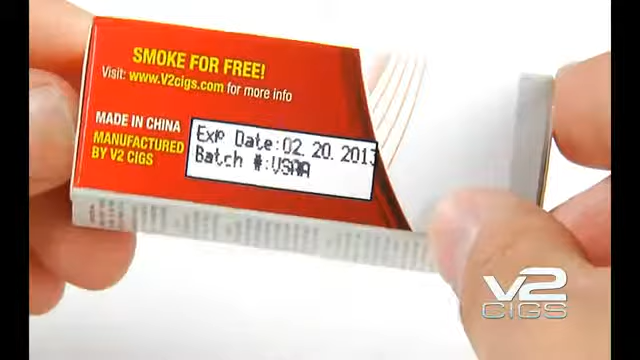 SMOKE FOR FREE!
Visit: www.V2cigs.com for more info
MADE IN CHINA
MANUFACTURED
BY V2 CIGS
Exp Date:02.20.2013
Batch #:USAA
V2
CIGS